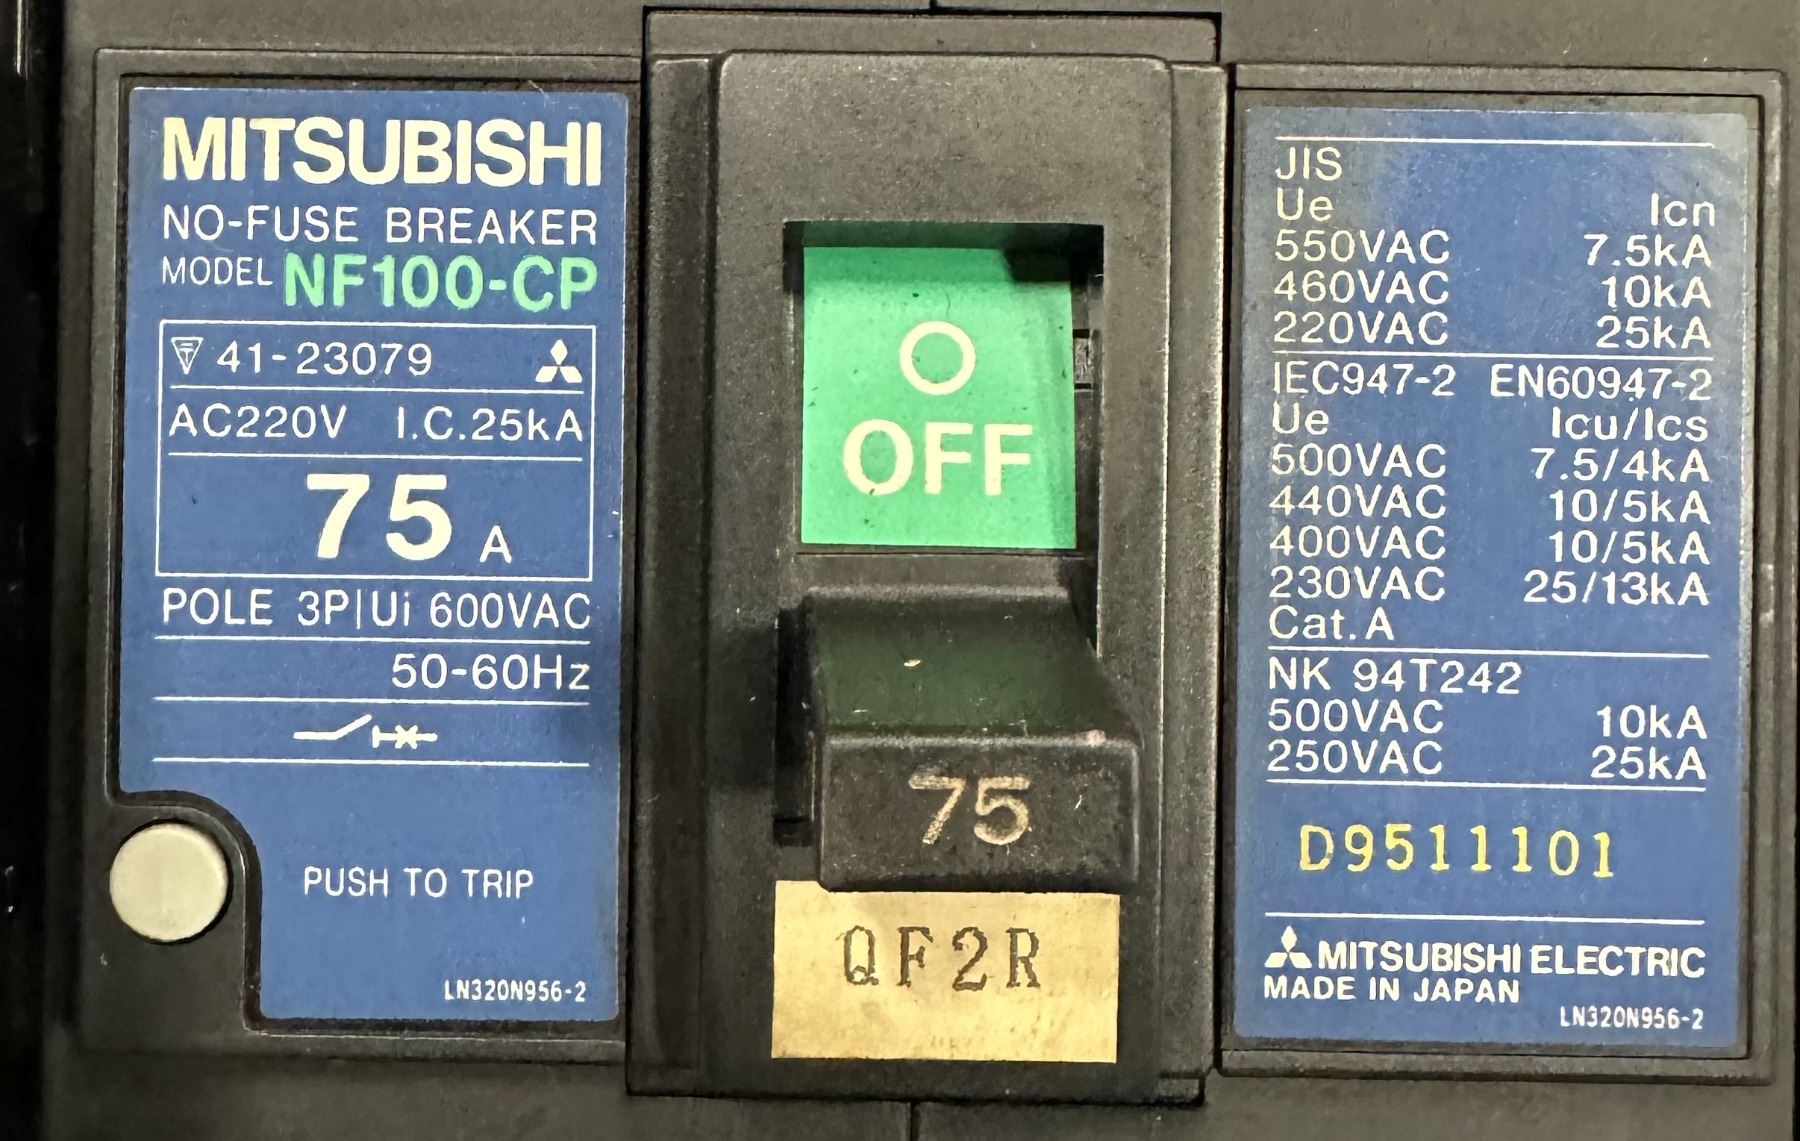 MITSUBISHI
NO-FUSE BREAKER
MODEL NF100-CP
41-23079
AC220V I.C.25kA
75 A
POLE 3P|Ui 600VAC
50-60Hz
PUSH TO TRIP
LN320N956-2
OFF
75
QF2R
JIS
Ue Icn
550VAC 7.5kA
460VAC 10kA
220VAC 25kA
IEC947-2 EN60947-2
Ue Icu/Ics
500VAC 7.5/4kA
440VAC 10/5kA
400VAC 10/5kA
230VAC 25/13kA
Cat.A
NK 94T242
500VAC 10kA
250VAC 25kA
D9511101
MITSUBISHI ELECTRIC
MADE IN JAPAN
LN320N956-2